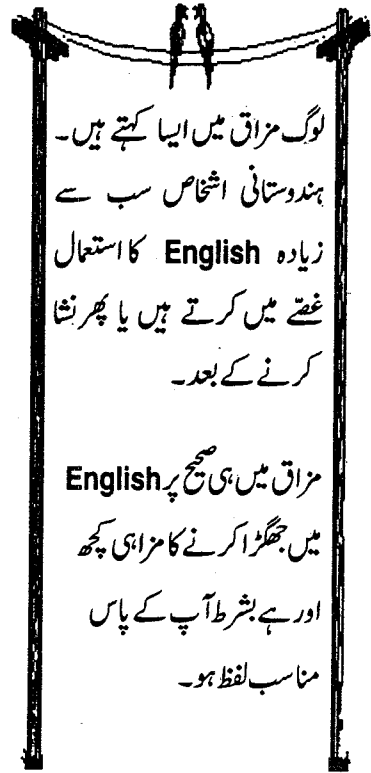 لوگ مزاق میں ایسا کہتے ہیں۔
ہندوستانی اشخاص سب سے
زیادہ English کا استعمال
غصّے میں کرتے ہیں یا پھر نشا
کرنے کے بعد۔
مزاق میں ہی صحیح پر English
میں جھگڑا کرنے کا مزا ہی کچھ
اور ہے بشرط آپ کے پاس
مناسب لفظ ہو۔